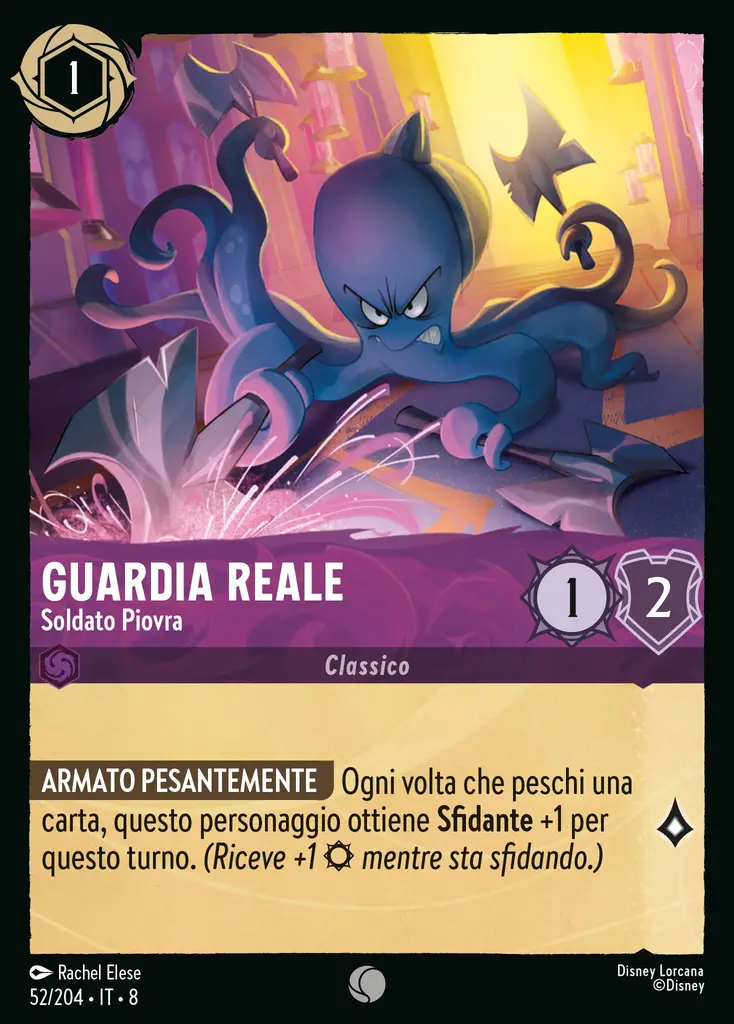 1
GUARDIA REALE
Soldato Piovra
1
2
Classico
ARMATO PESANTEMENTE Ogni volta che peschi una
carta, questo personaggio ottiene Sfidante +1 per
questo turno. (Riceve +1 mentre sta sfidando.)
Rachel Elese
Disney Lorcana
52/204 • IT • 8
©Disney